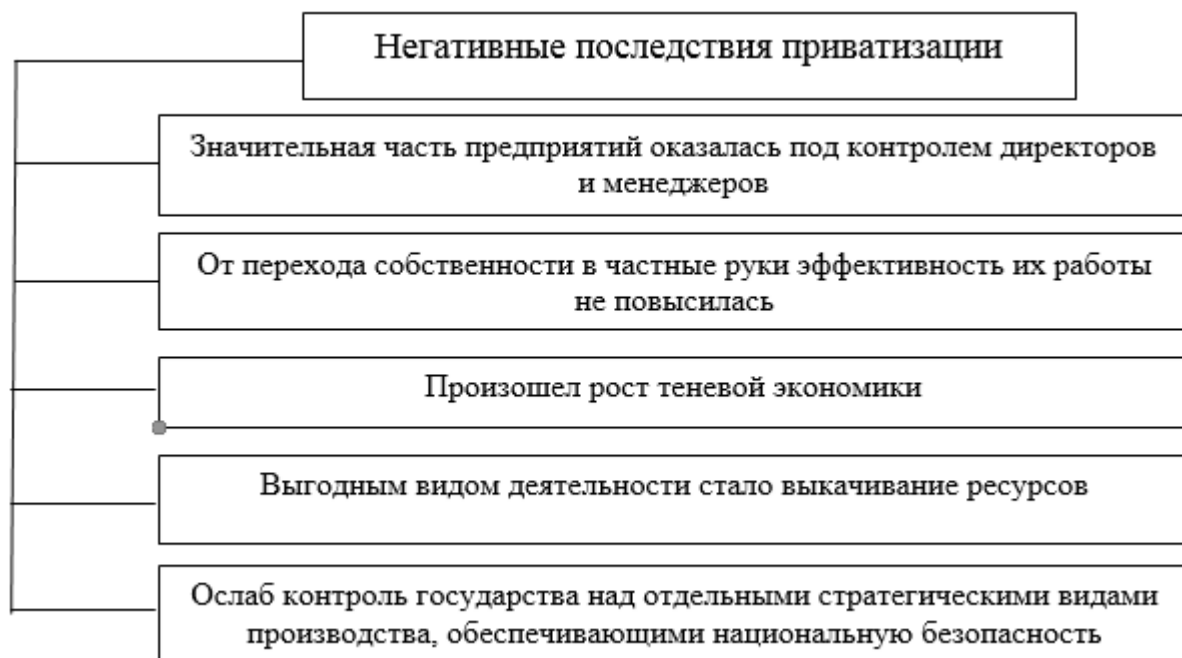 Негативные последствия приватизации
Значительная часть предприятий оказалась под контролем директоров
и менеджеров
От перехода собственности в частные руки эффективность их работы
не повысилась
Произошел рост теневой экономики
Выгодным видом деятельности стало выкачивание ресурсов
Ослаб контроль государства над отдельными стратегическими видами
производства, обеспечивающими национальную безопасность